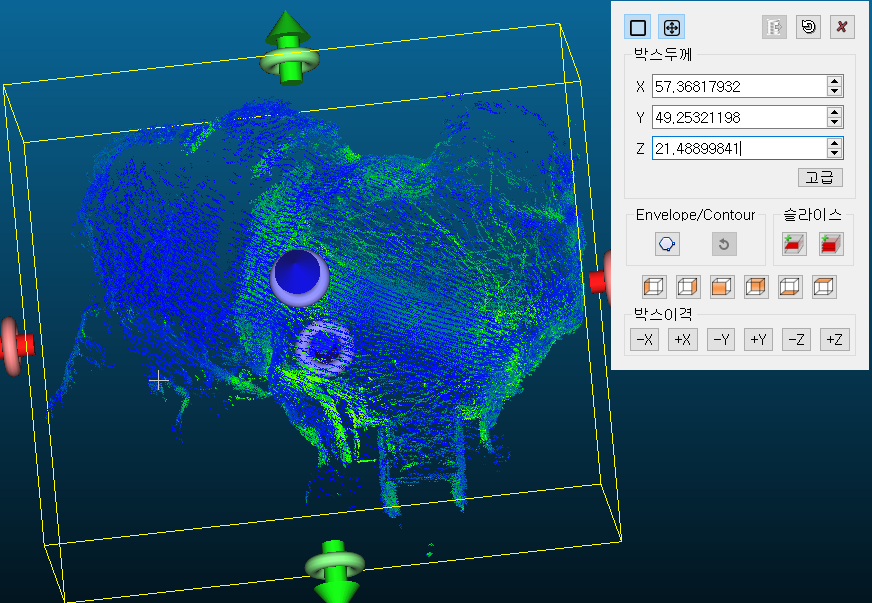 박스두께
X 57,36817932
Y 49,25321198
Z 21,48899841
고급
Envelope/Contour
슬라이스
박스이격
-X +X -Y +Y -Z +Z